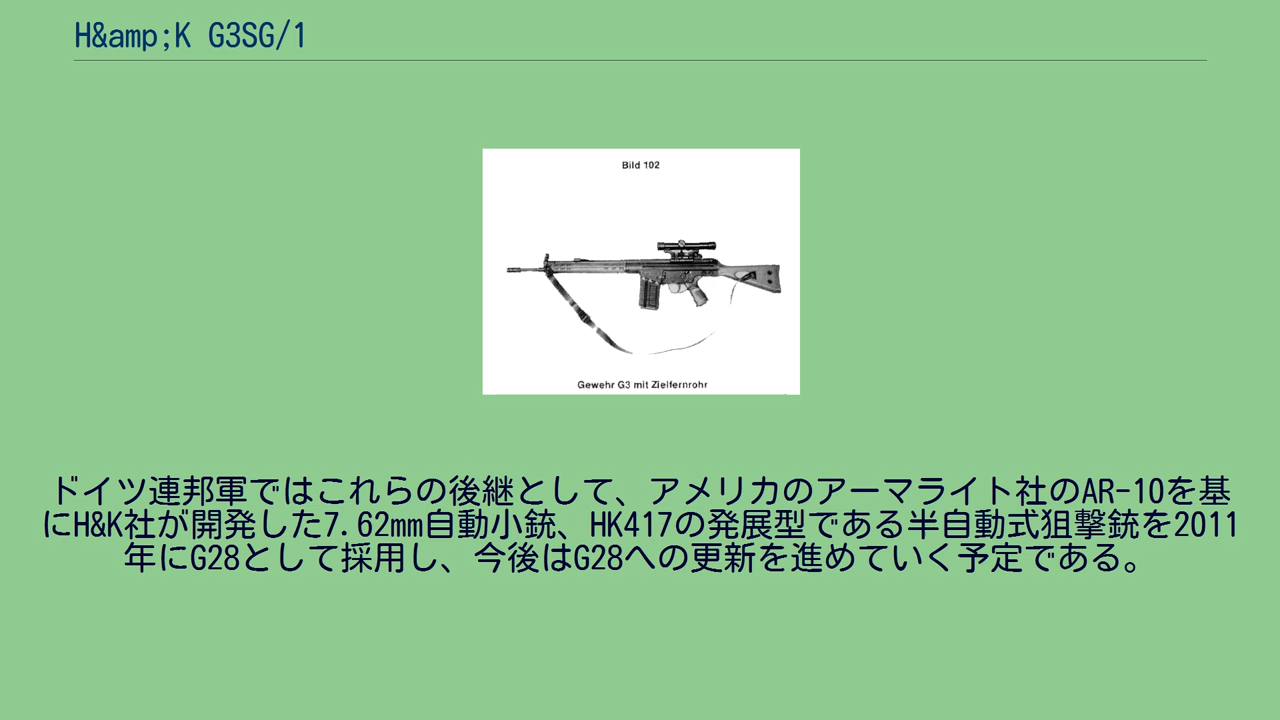 H&amp;K G3SG/1
Bild 102
Gewehr G3 mit Zielfernrohr
ドイツ連邦軍ではこれらの後継として、アメリカのアーマライト社のAR-10を基
にH&K社が開発した7.62mm自動小銃、HK417の発展型である半自動式狙撃銃を2011
年にG28として採用し、今後はG28への更新を進めていく予定である。